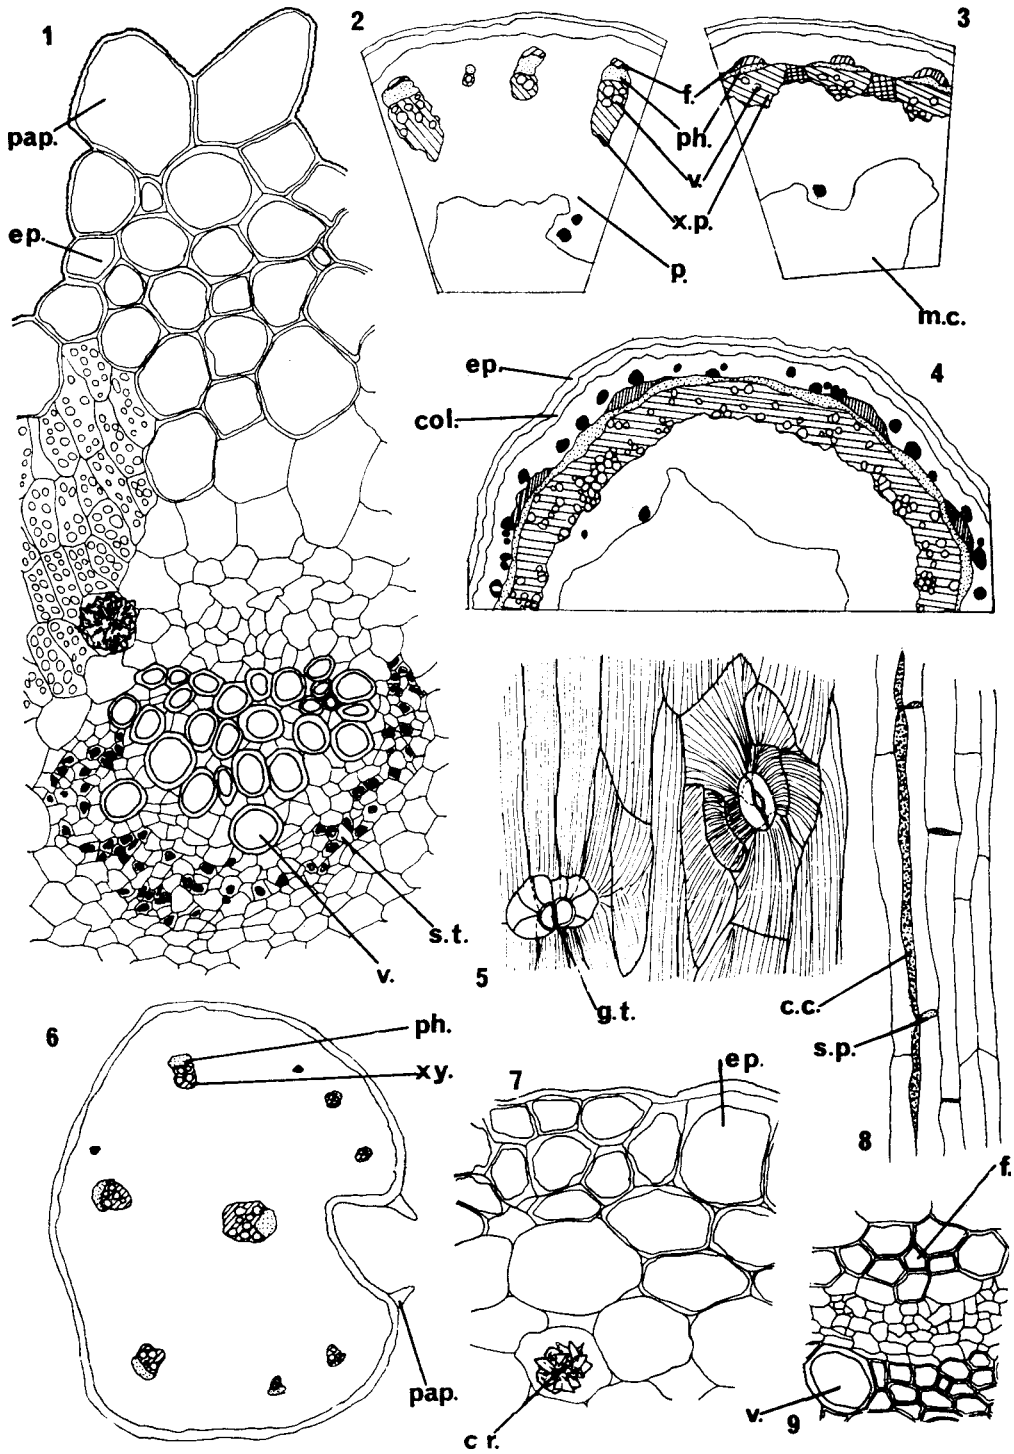 1
pap.
ep.
s.t.
v.
2
3
f.
ph.
v.
x.p.
p.
m.c.
4
ep.
col.
5
g.t.
6
ph.
xy.
pap.
7
ep.
c r.
8
c.c.
s.p.
9
f.
v.